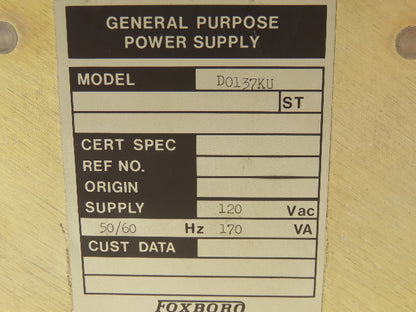 GENERAL PURPOSE
POWER SUPPLY
MODEL D0137KU
ST
CERT SPEC
REF NO.
ORIGIN
SUPPLY 120 Vac
50/60 Hz 170 VA
CUST DATA
FOXBORO